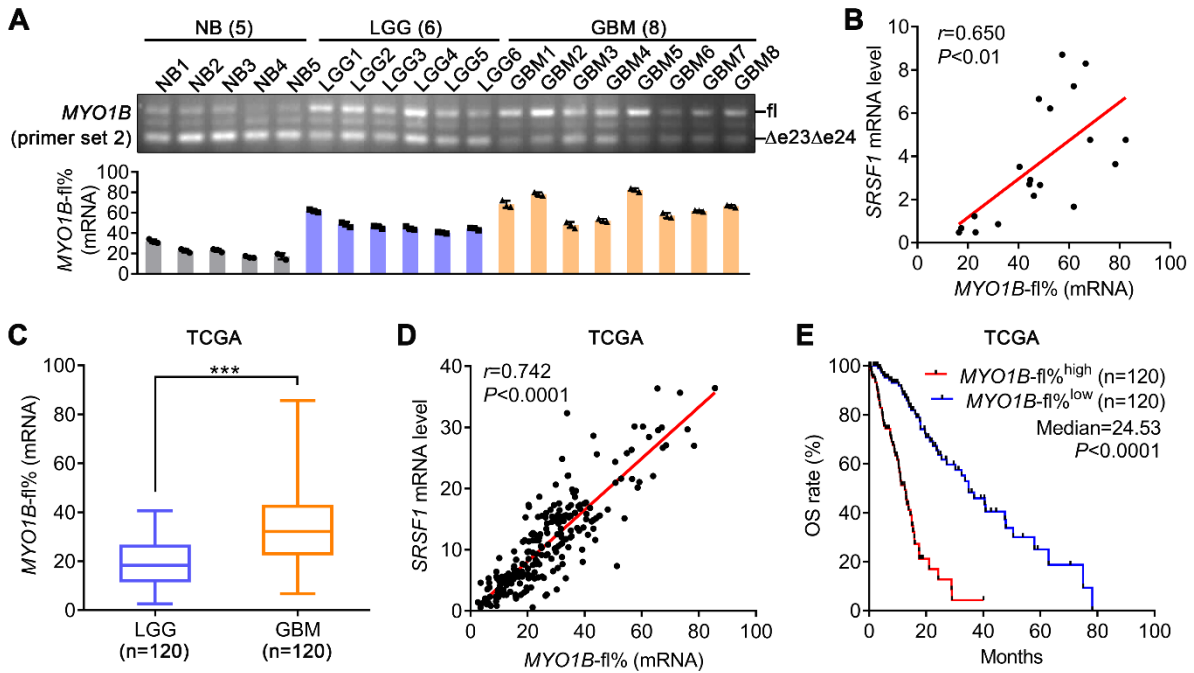 A
NB (5) LGG (6) GBM (8)
NB1 NB2 NB3 NB4 NB5 LGG1 LGG2 LGG3 LGG4 LGG5 LGG6 GBM1 GBM2 GBM3 GBM4 GBM5 GBM6 GBM7 GBM8
MYO1B
(primer set 2)
fl
Δe23Δe24
MYO1B-fl%
(mRNA)
100
80
60
40
20
0
B
r=0.650
P<0.01
SRSF1 mRNA level
10
8
6
4
2
0
0 20 40 60 80 100
MYO1B-fl% (mRNA)
C
TCGA
***
MYO1B-fl% (mRNA)
100
80
60
40
20
0
LGG GBM
(n=120) (n=120)
D
TCGA
r=0.742
P<0.0001
SRSF1 mRNA level
40
30
20
10
0
0 20 40 60 80 100
MYO1B-fl% (mRNA)
E
TCGA
MYO1B-fl%high (n=120)
MYO1B-fl%low (n=120)
Median=24.53
P<0.0001
OS rate (%)
100
80
60
40
20
0
0 20 40 60 80 100
Months